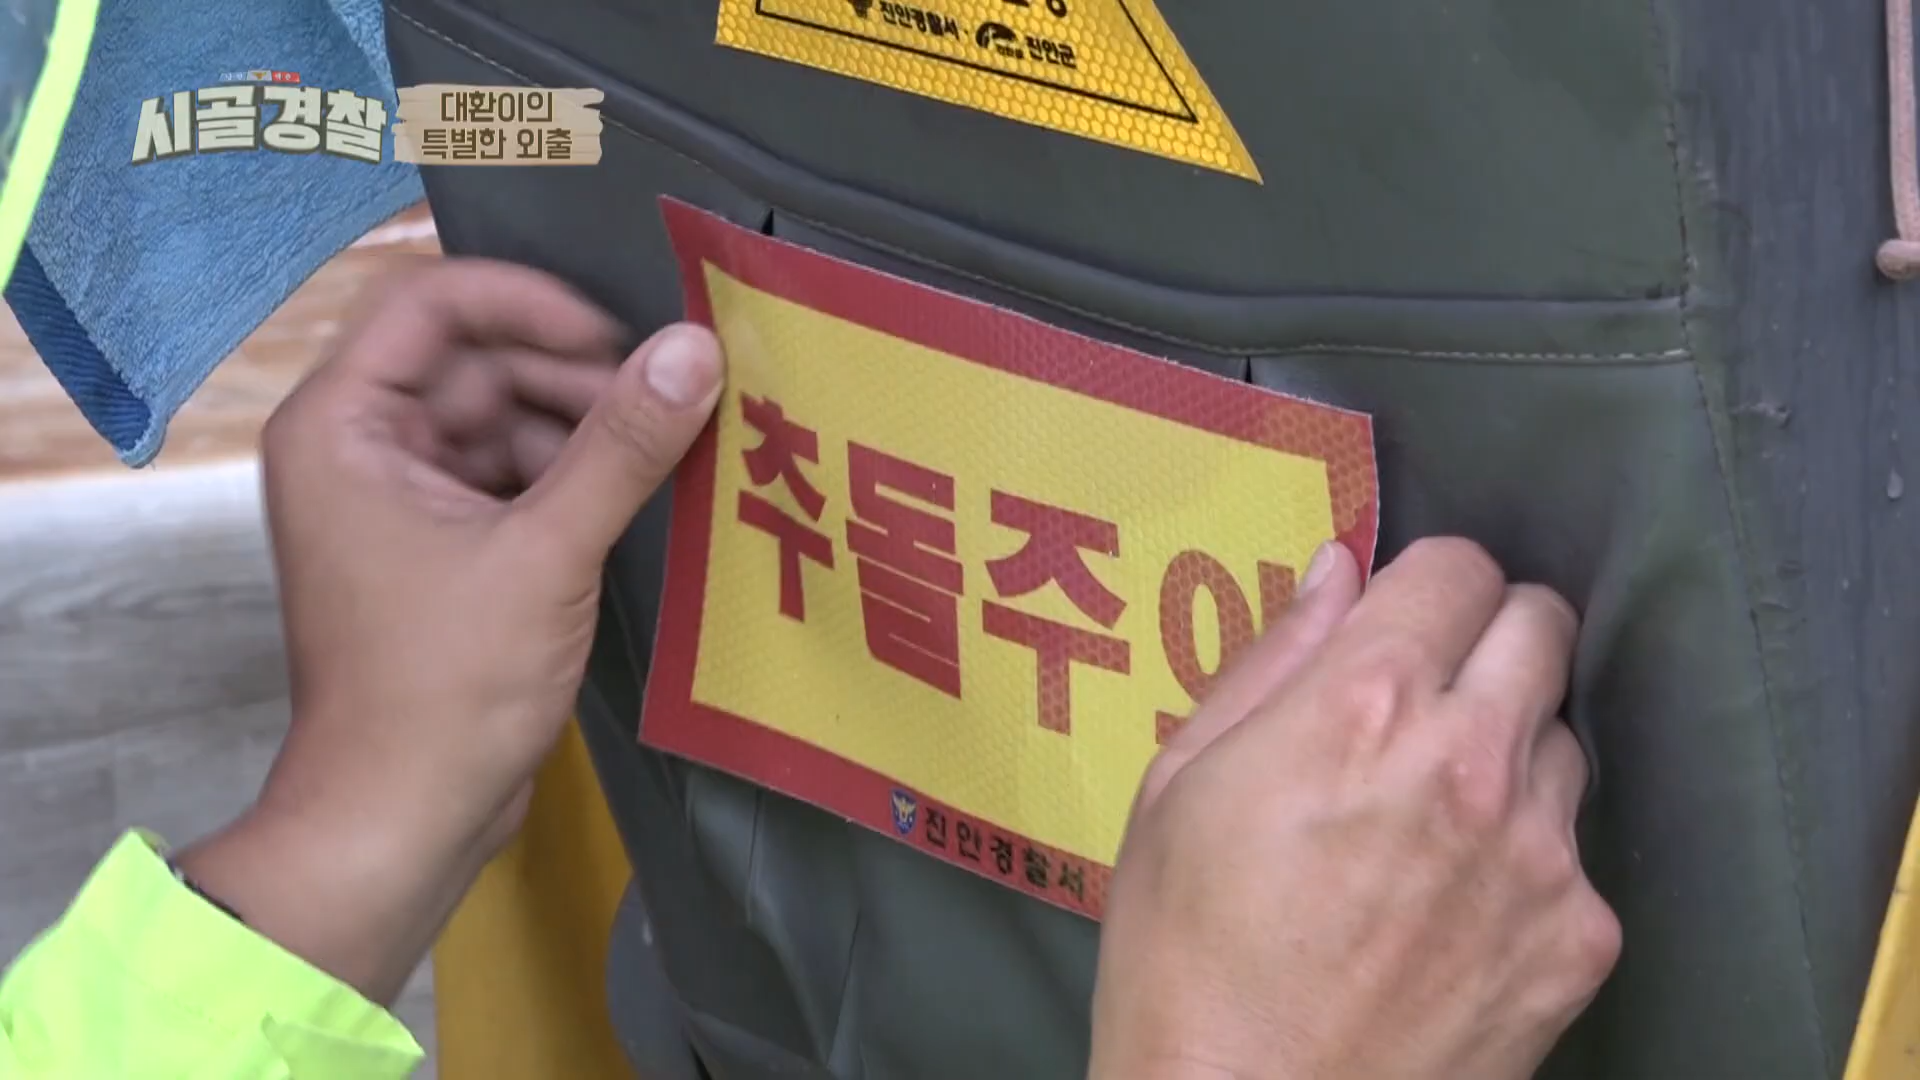 시골경찰
대환이의
특별한 외출
진안경찰서 · 진안군
추돌주의
진안경찰서